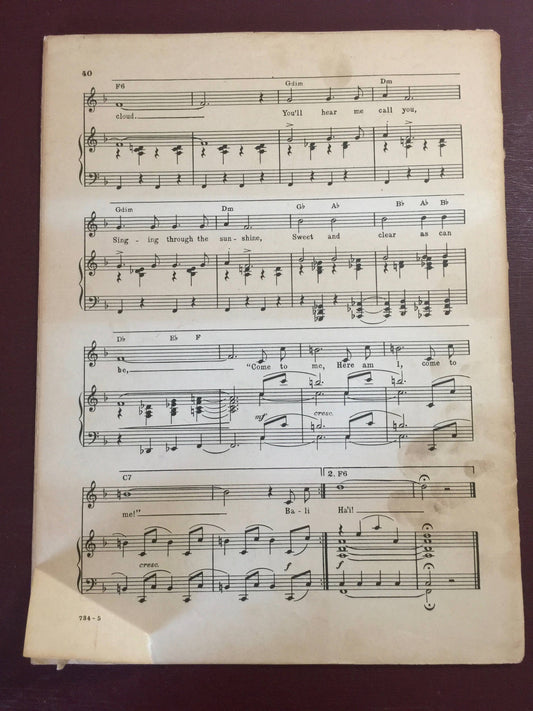 40
F6 Gdim Dm
cloud, You'll hear me call you,
Gdim Dm G♭ A♭ B♭ A♭ B♭
Sing - ing through the sun - shine, Sweet and clear as can
D♭ E♭ F
be, "Come to me, Here am I, come to
mf cresc.
C7 2. F6
me!" Ba - li Ha'i!
cresc. f f
734 - 5